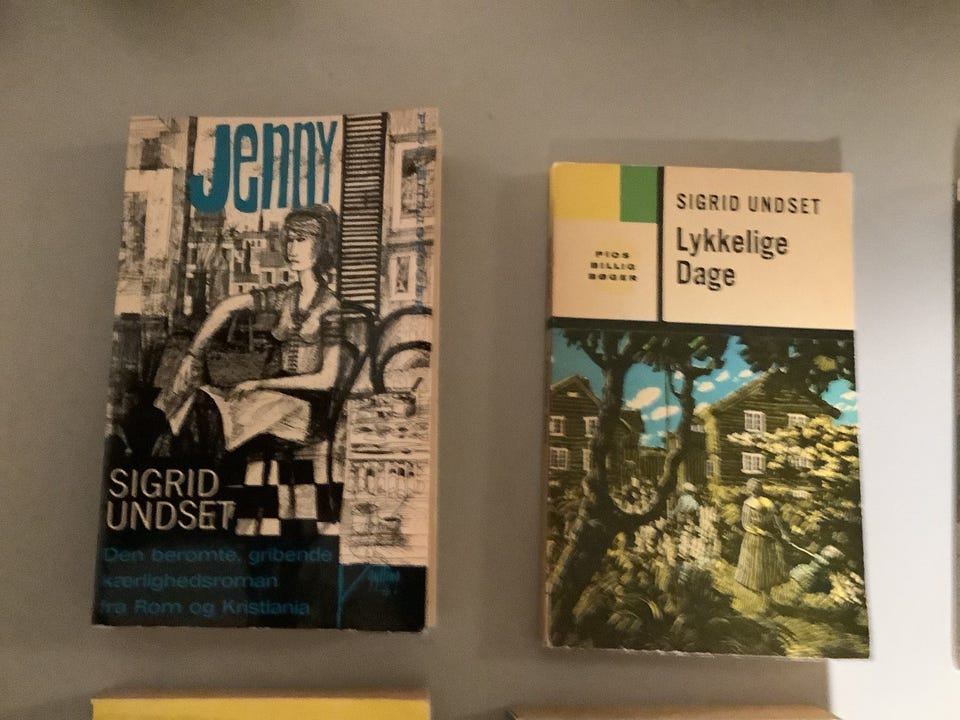 Jenny
SIGRID
UNDSET
Den berømte, gribende
kærlighedsroman
fra Rom og Kristiania
SIGRID UNDSET
Lykkelige
Dage
PIOS
BILLIG
BØGER